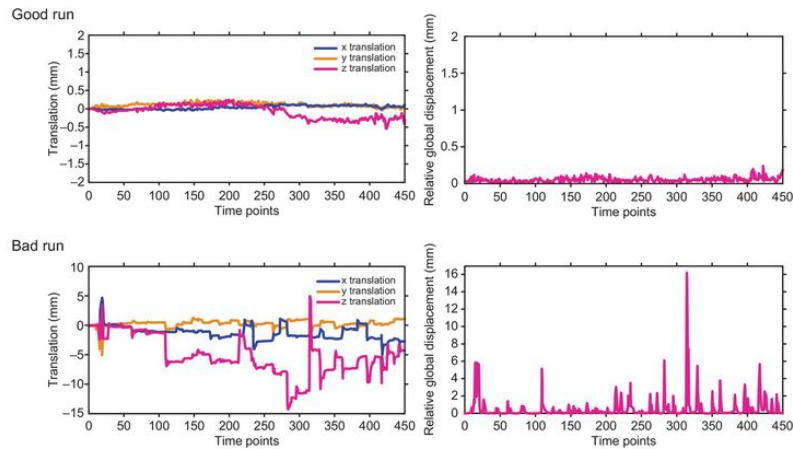 Good run
Translation (mm)
2
1.5
1
0.5
0
−0.5
−1
−1.5
−2
x translation
y translation
z translation
0 50 100 150 200 250 300 350 400 450
Time points
Relative global displacement (mm)
2
1.5
1
0.5
0
0 50 100 150 200 250 300 350 400 450
Time points
Bad run
Translation (mm)
10
5
0
−5
−10
−15
x translation
y translation
z translation
0 50 100 150 200 250 300 350 400 450
Time points
Relative global displacement (mm)
16
14
12
10
8
6
4
2
0
0 50 100 150 200 250 300 350 400 450
Time points